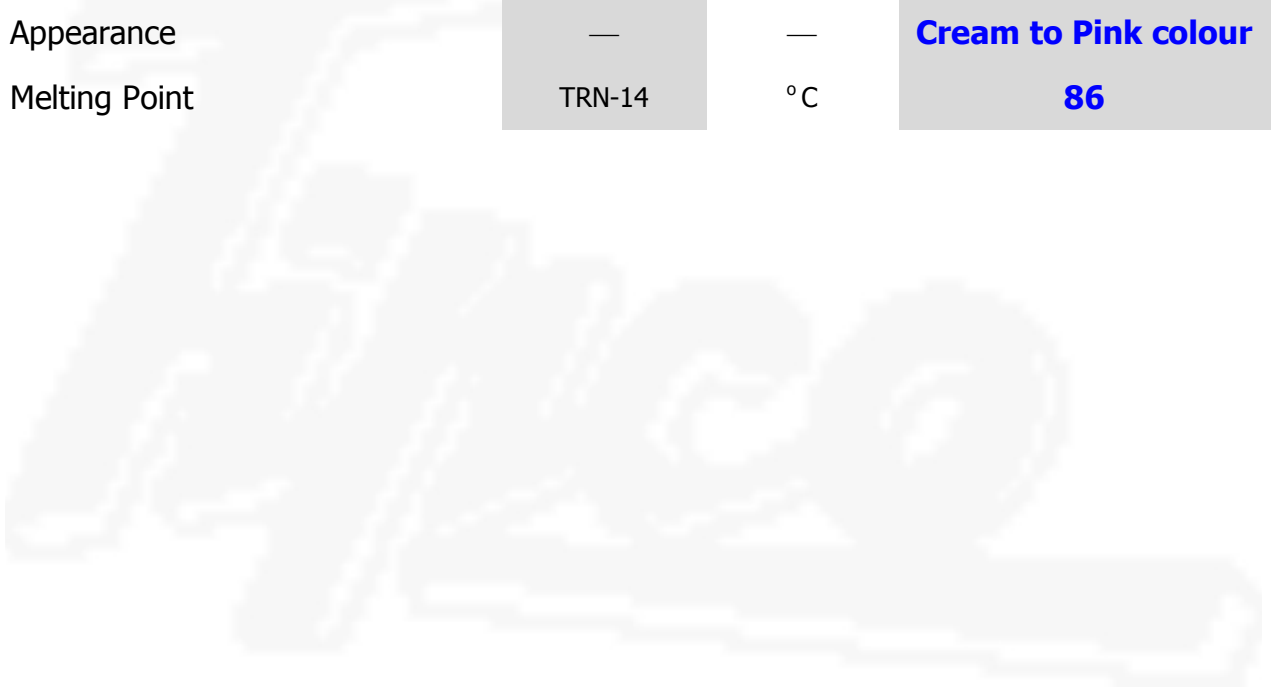 Appearance — — Cream to Pink colour
Melting Point TRN-14 °C 86